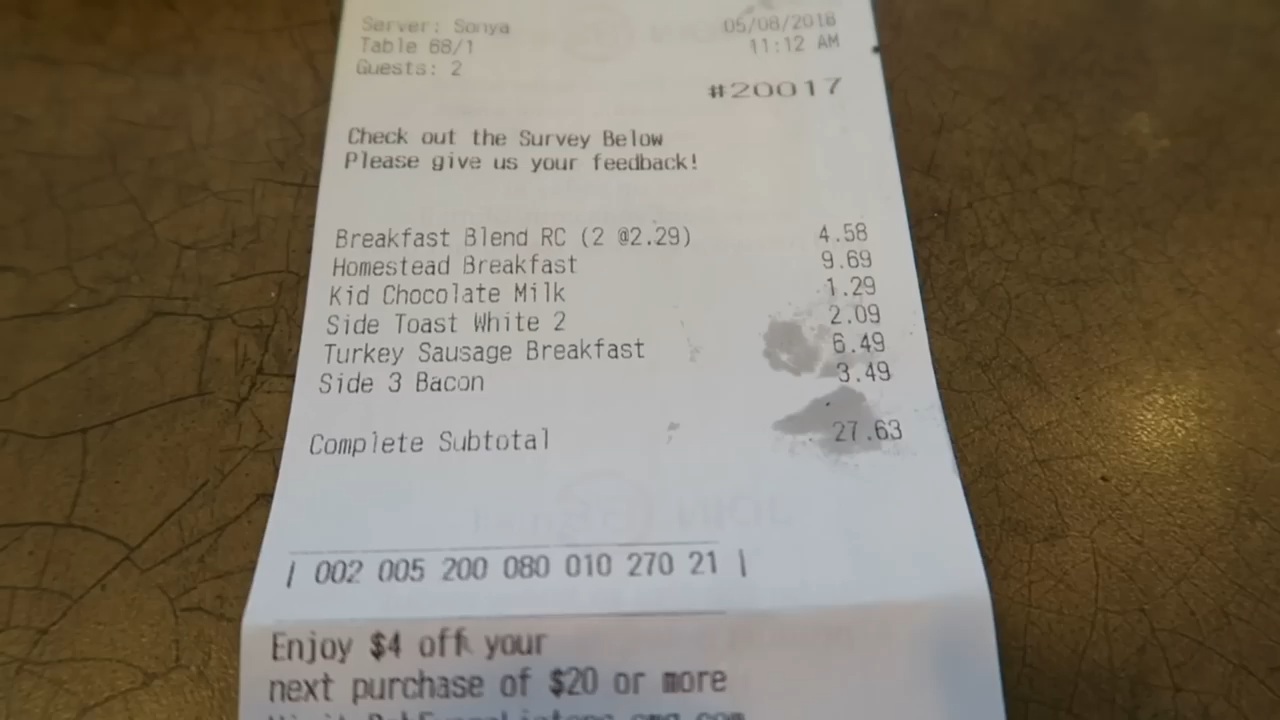 Server: Sonya 05/08/2018
Table 68/1 11:12 AM
Guests: 2
#20017
Check out the Survey Below
Please give us your feedback!
Breakfast Blend RC (2 @2.29) 4.58
Homestead Breakfast 9.69
Kid Chocolate Milk 1.29
Side Toast White 2 2.09
Turkey Sausage Breakfast 6.49
Side 3 Bacon 3.49
Complete Subtotal 27.63
| 002 005 200 080 010 270 21 |
Enjoy $4 off your
next purchase of $20 or more